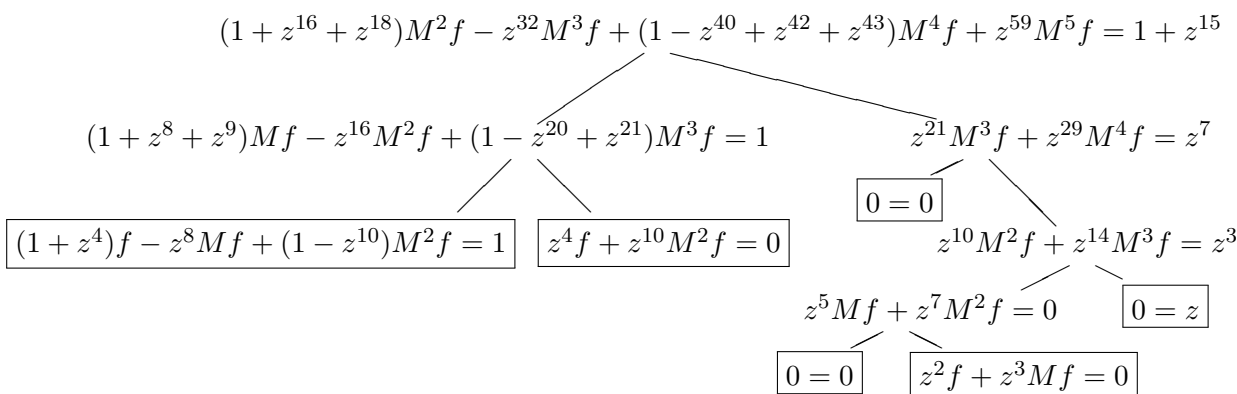 (1 + z^{16} + z^{18})M^2f − z^{32}M^3f + (1 − z^{40} + z^{42} + z^{43})M^4f + z^{59}M^5f = 1 + z^{15}
(1 + z^8 + z^9)Mf − z^{16}M^2f + (1 − z^{20} + z^{21})M^3f = 1
z^{21}M^3f + z^{29}M^4f = z^7
0 = 0
(1 + z^4)f − z^8Mf + (1 − z^{10})M^2f = 1
z^4f + z^{10}M^2f = 0
z^{10}M^2f + z^{14}M^3f = z^3
z^5Mf + z^7M^2f = 0
0 = z
0 = 0
z^2f + z^3Mf = 0